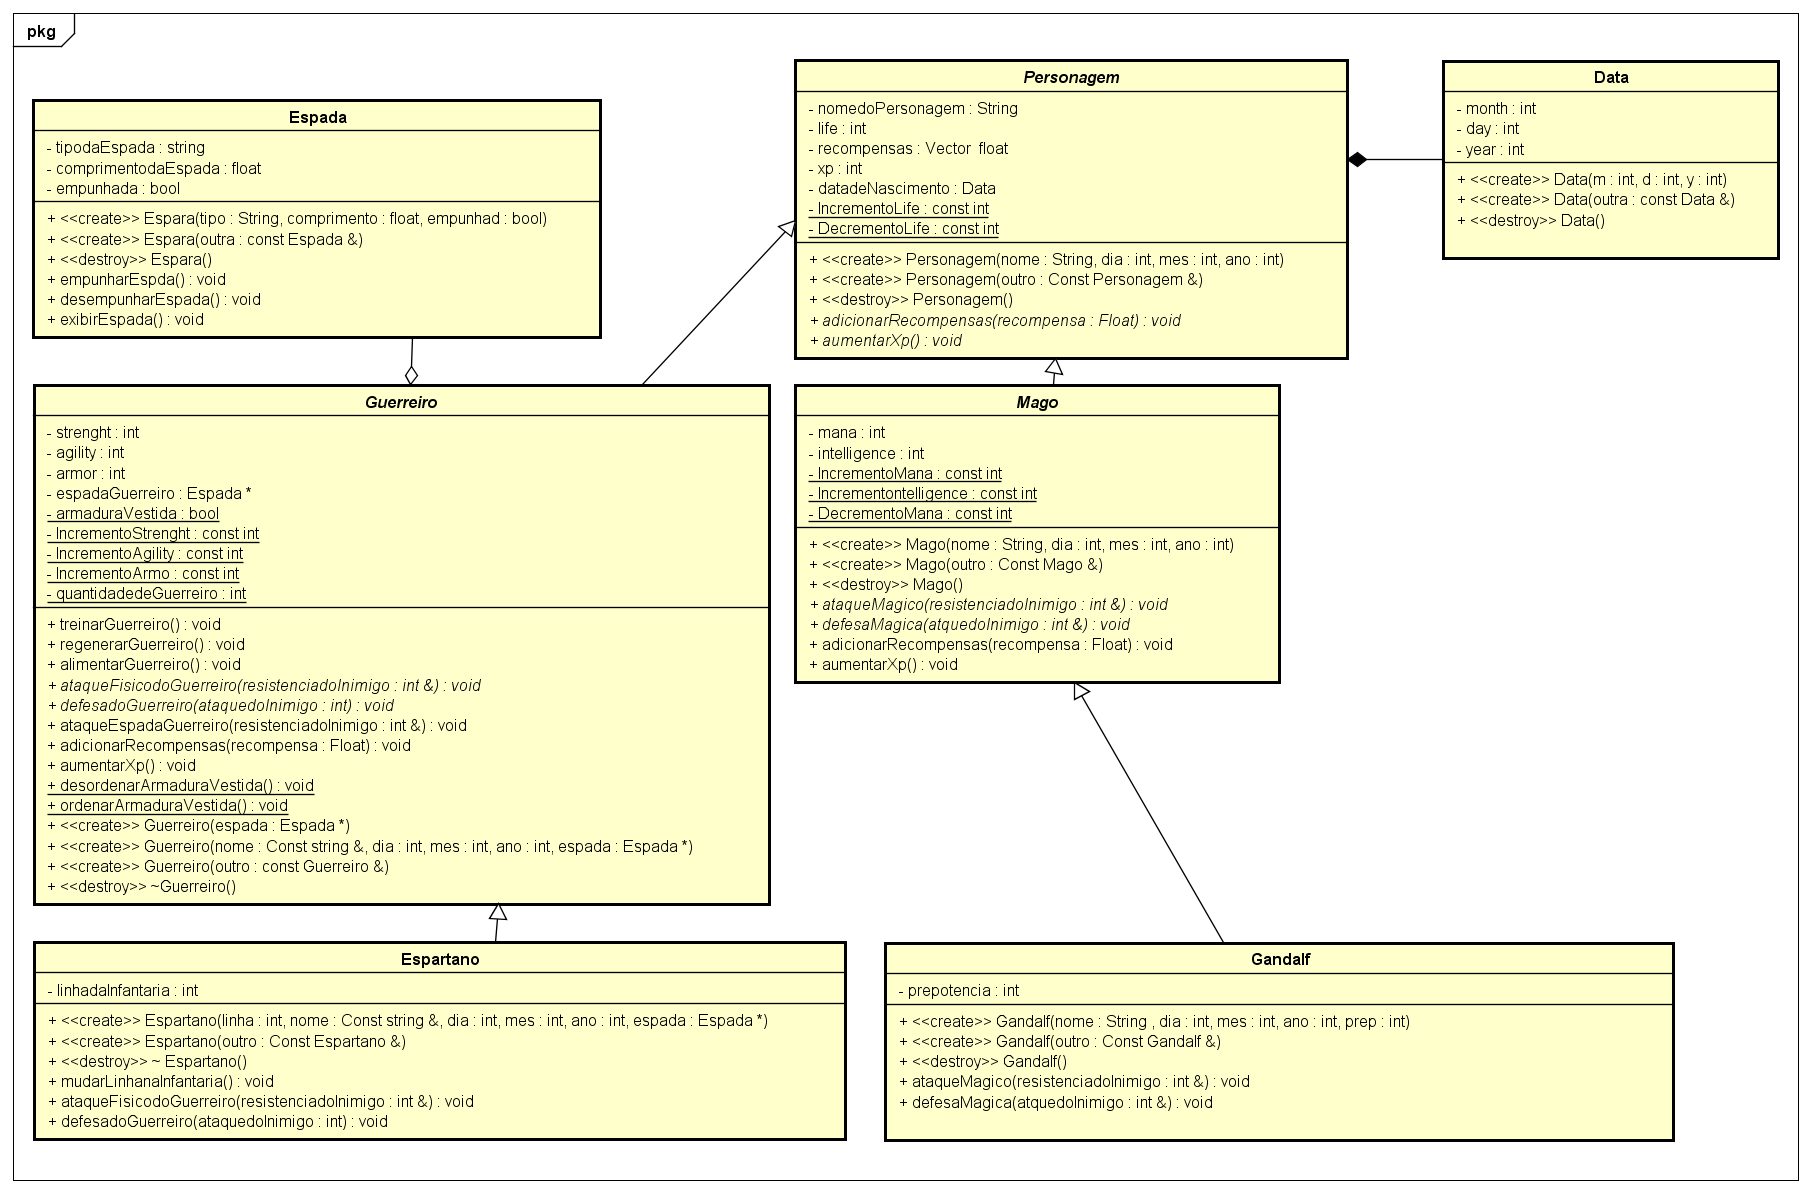 pkg
Espada
- tipodaEspada : string
- comprimentodaEspada : float
- empunhada : bool
+ <<create>> Espara(tipo : String, comprimento : float, empunhad : bool)
+ <<create>> Espara(outra : const Espada &)
+ <<destroy>> Espara()
+ empunharEspda() : void
+ desempunharEspada() : void
+ exibirEspada() : void
Personagem
- nomedoPersonagem : String
- life : int
- recompensas : Vector  float
- xp : int
- datadeNascimento : Data
- IncrementoLife : const int
- DecrementoLife : const int
+ <<create>> Personagem(nome : String, dia : int, mes : int, ano : int)
+ <<create>> Personagem(outro : Const Personagem &)
+ <<destroy>> Personagem()
+ adicionarRecompensas(recompensa : Float) : void
+ aumentarXp() : void
Data
- month : int
- day : int
- year : int
+ <<create>> Data(m : int, d : int, y : int)
+ <<create>> Data(outra : const Data &)
+ <<destroy>> Data()
Guerreiro
- strenght : int
- agility : int
- armor : int
- espadaGuerreiro : Espada *
- armaduraVestida : bool
- IncrementoStrenght : const int
- IncrementoAgility : const int
- IncrementoArmo : const int
- quantidadedeGuerreiro : int
+ treinarGuerreiro() : void
+ regenerarGuerreiro() : void
+ alimentarGuerreiro() : void
+ ataqueFisicodoGuerreiro(resistenciadoInimigo : int &) : void
+ defesadoGuerreiro(ataquedoInimigo : int) : void
+ ataqueEspadaGuerreiro(resistenciadoInimigo : int &) : void
+ adicionarRecompensas(recompensa : Float) : void
+ aumentarXp() : void
+ desordenarArmaduraVestida() : void
+ ordenarArmaduraVestida() : void
+ <<create>> Guerreiro(espada : Espada *)
+ <<create>> Guerreiro(nome : Const string &, dia : int, mes : int, ano : int, espada : Espada *)
+ <<create>> Guerreiro(outro : const Guerreiro &)
+ <<destroy>> ~Guerreiro()
Mago
- mana : int
- intelligence : int
- IncrementoMana : const int
- Incrementontelligence : const int
- DecrementoMana : const int
+ <<create>> Mago(nome : String, dia : int, mes : int, ano : int)
+ <<create>> Mago(outro : Const Mago &)
+ <<destroy>> Mago()
+ ataqueMagico(resistenciadoInimigo : int &) : void
+ defesaMagica(atquedoInimigo : int &) : void
+ adicionarRecompensas(recompensa : Float) : void
+ aumentarXp() : void
Espartano
- linhadaInfantaria : int
+ <<create>> Espartano(linha : int, nome : Const string &, dia : int, mes : int, ano : int, espada : Espada *)
+ <<create>> Espartano(outro : Const Espartano &)
+ <<destroy>> ~ Espartano()
+ mudarLinhanaInfantaria() : void
+ ataqueFisicodoGuerreiro(resistenciadoInimigo : int &) : void
+ defesadoGuerreiro(ataquedoInimigo : int) : void
Gandalf
- prepotencia : int
+ <<create>> Gandalf(nome : String , dia : int, mes : int, ano : int, prep : int)
+ <<create>> Gandalf(outro : Const Gandalf &)
+ <<destroy>> Gandalf()
+ ataqueMagico(resistenciadoInimigo : int &) : void
+ defesaMagica(atquedoInimigo : int &) : void